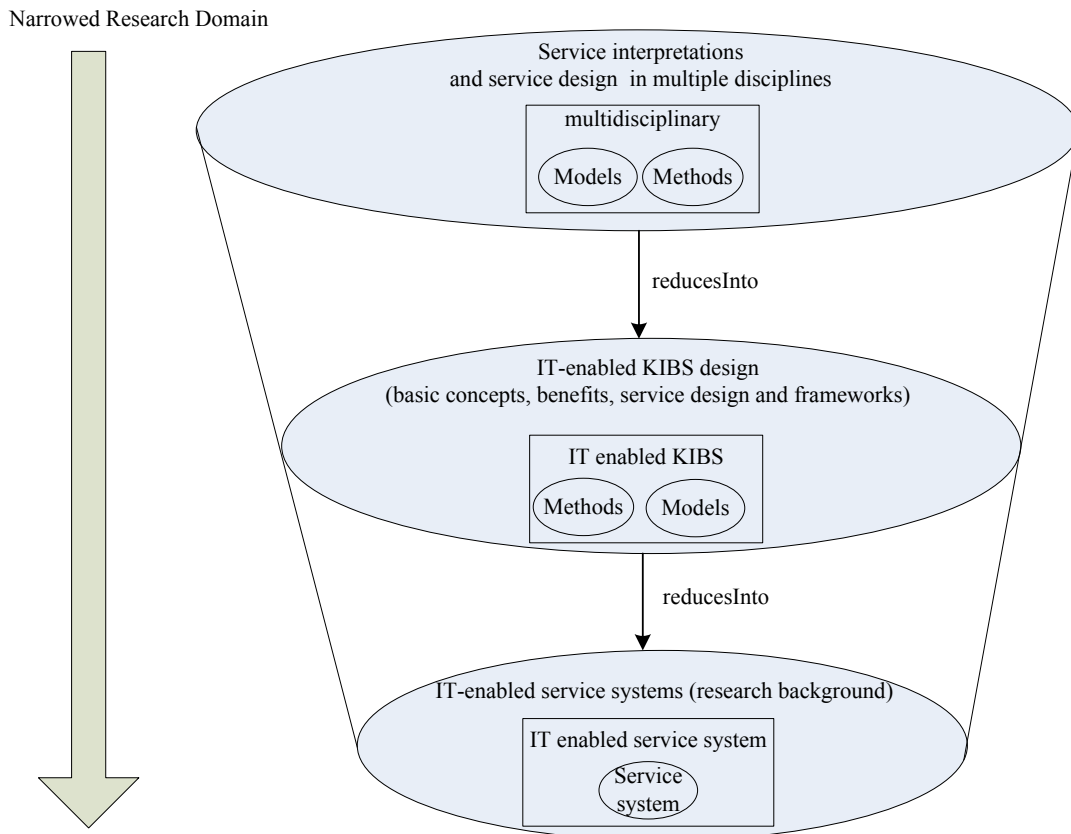 Narrowed Research Domain
Service interpretations
and service design in multiple disciplines
multidisciplinary
Models
Methods
reducesInto
IT-enabled KIBS design
(basic concepts, benefits, service design and frameworks)
IT enabled KIBS
Methods
Models
reducesInto
IT-enabled service systems (research background)
IT enabled service system
Service
system